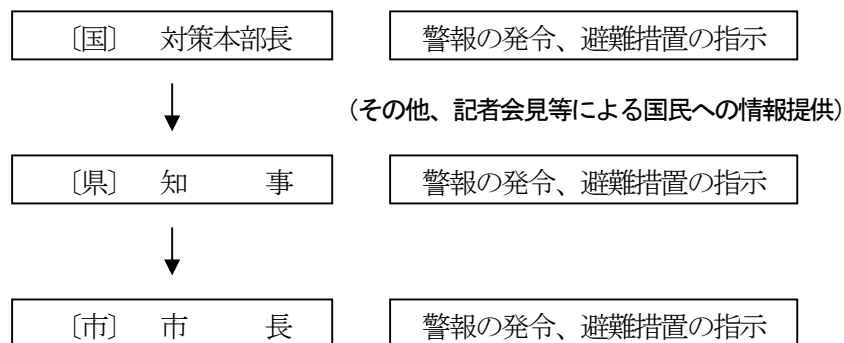 〔国〕 対策本部長 警報の発令、避難措置の指示
(その他、記者会見等による国民への情報提供)
〔県〕 知 事 警報の発令、避難措置の指示
〔市〕 市 長 警報の発令、避難措置の指示